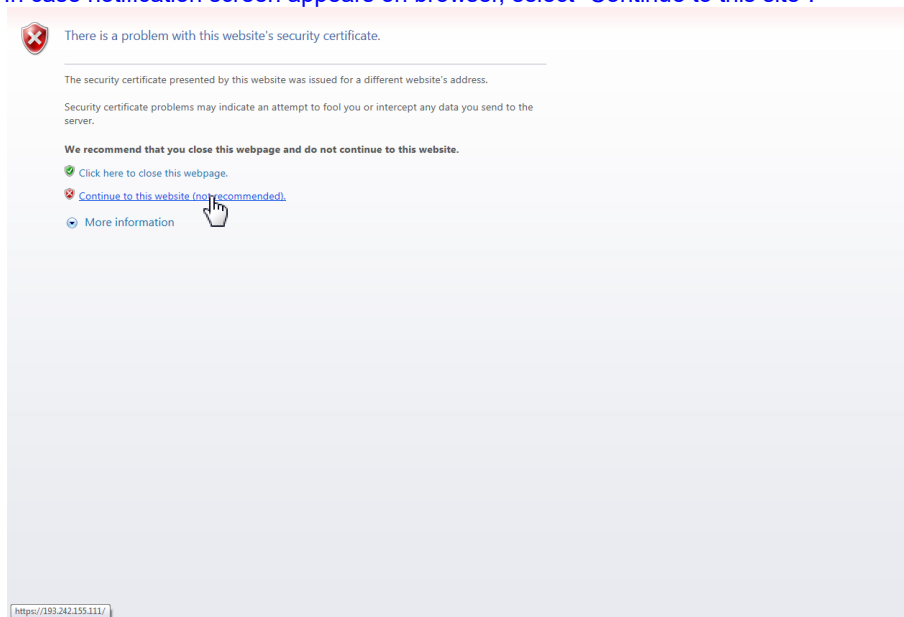 In case notification screen appears on browser, select "Continue to this site".
There is a problem with this website's security certificate.
The security certificate presented by this website was issued for a different website's address.
Security certificate problems may indicate an attempt to fool you or intercept any data you send to the
server.
We recommend that you close this webpage and do not continue to this website.
Click here to close this webpage.
Continue to this website (not recommended).
More information
https://193.242.155.111/